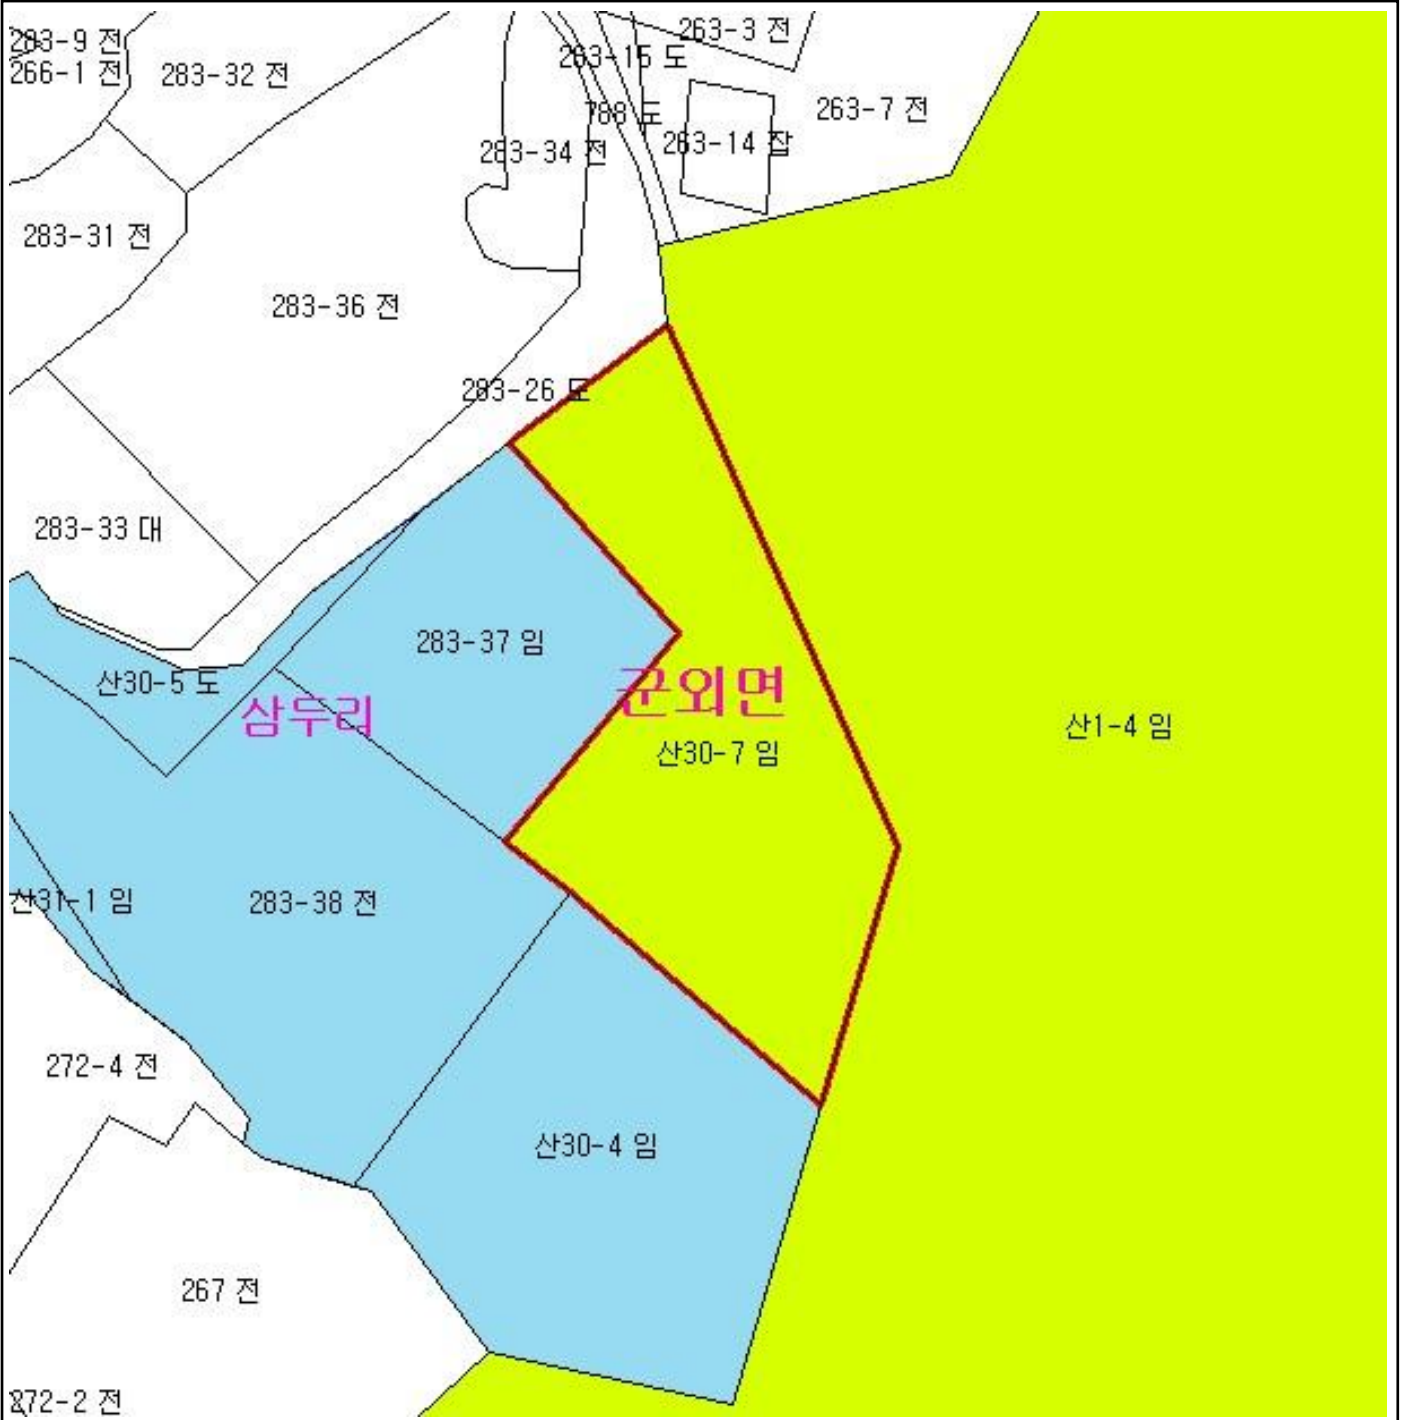 263-3 전
283-9 전
263-15 도
266-1 전
283-32 전
263-7 전
788 도
263-14 잡
283-34 전
283-31 전
283-36 전
283-26 도
283-33 대
283-37 임
산30-5 도
군외면
삼두리
산1-4 임
산30-7 임
산31-1 임
283-38 전
272-4 전
산30-4 임
267 전
272-2 전